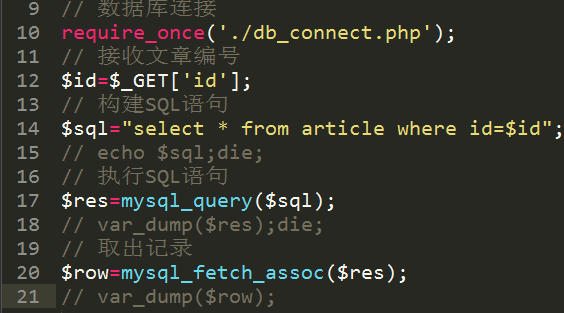 9 // 数据库连接
10 require_once('./db_connect.php');
11 // 接收文章编号
12 $id=$_GET['id'];
13 // 构建SQL语句
14 $sql="select * from article where id=$id";
15 // echo $sql;die;
16 // 执行SQL语句
17 $res=mysql_query($sql);
18 // var_dump($res);die;
19 // 取出记录
20 $row=mysql_fetch_assoc($res);
21 // var_dump($row);